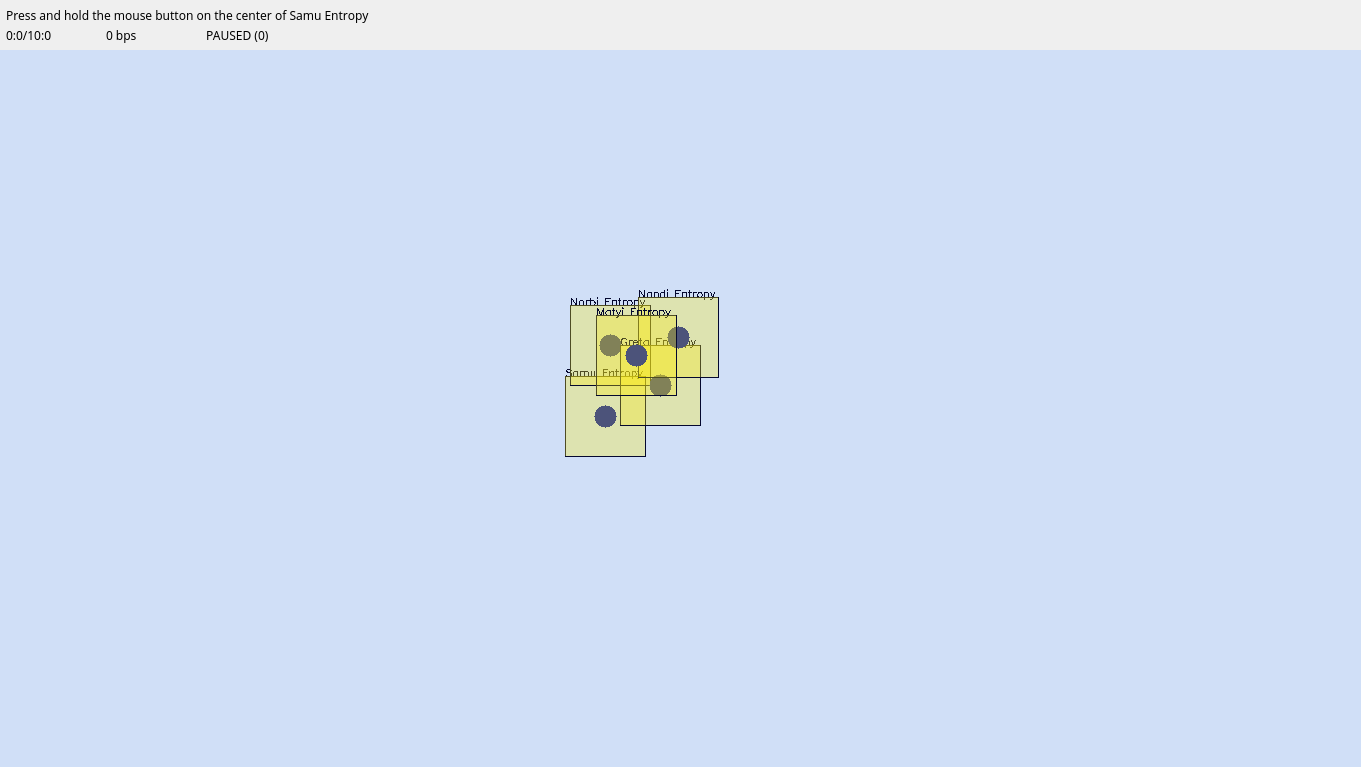 Press and hold the mouse button on the center of Samu Entropy
0:0/10:0 0 bps PAUSED (0)
Nandi Entropy
Norbi Entropy
Matyi Entropy
Greta Entropy
Samu Entropy